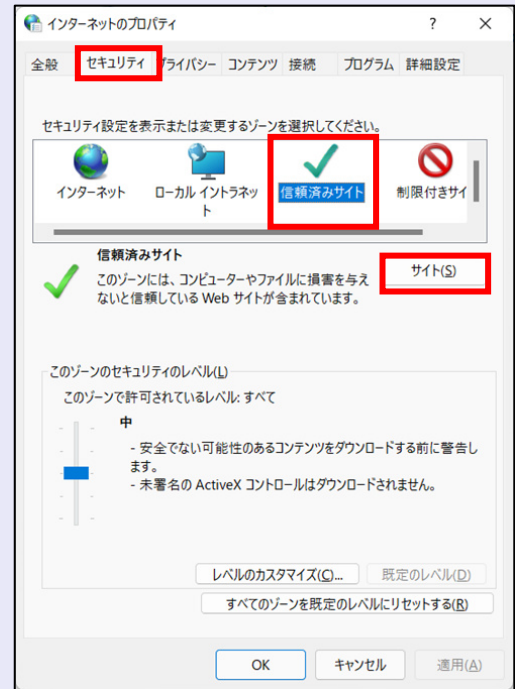 インターネットのプロパティ
?
×
全般 セキュリティ プライバシー コンテンツ 接続 プログラム 詳細設定
セキュリティ設定を表示または変更するゾーンを選択してください。
インターネット
ローカル イントラネッ
ト
信頼済みサイト
制限付きサイ
信頼済みサイト
このゾーンには、コンピューターやファイルに損害を与え
ないと信頼している Web サイトが含まれています。
サイト(S)
このゾーンのセキュリティのレベル(L)
このゾーンで許可されているレベル: すべて
中
- 安全でない可能性のあるコンテンツをダウンロードする前に警告し
ます。
- 未署名の ActiveX コントロールはダウンロードされません。
レベルのカスタマイズ(C)... 既定のレベル(D)
すべてのゾーンを既定のレベルにリセットする(R)
OK キャンセル 適用(A)